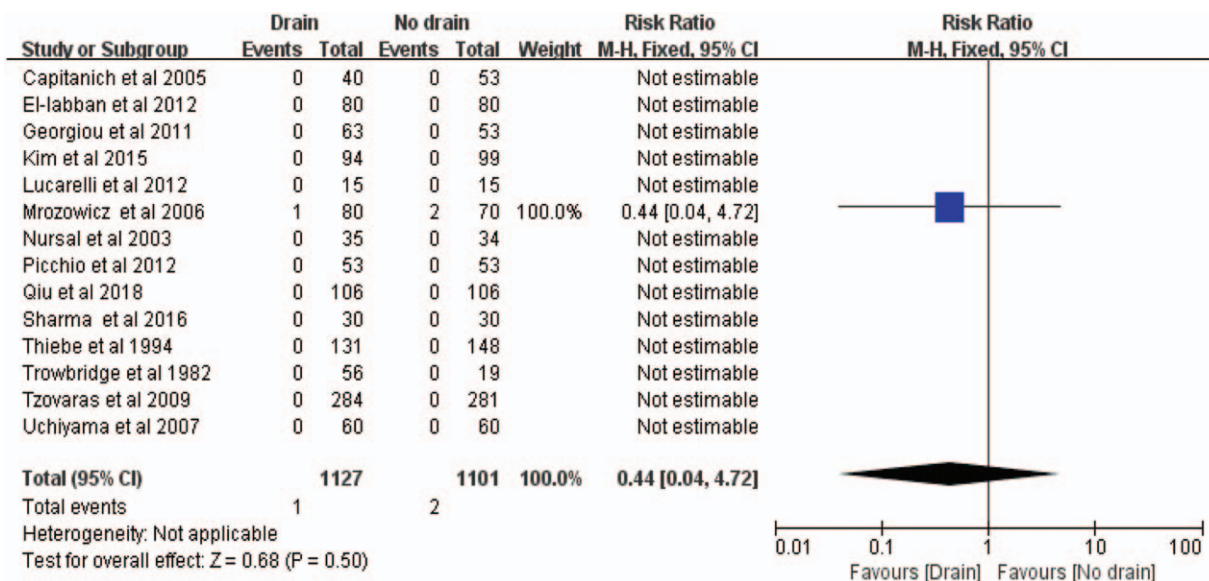 Drain No drain Risk Ratio Risk Ratio
Study or Subgroup Events Total Events Total Weight M-H, Fixed, 95% CI M-H, Fixed, 95% CI
Capitanich et al 2005 0 40 0 53 Not estimable
El-labban et al 2012 0 80 0 80 Not estimable
Georgiou et al 2011 0 63 0 53 Not estimable
Kim et al 2015 0 94 0 99 Not estimable
Lucarelli et al 2012 0 15 0 15 Not estimable
Mrozowicz et al 2006 1 80 2 70 100.0% 0.44 [0.04, 4.72]
Nursal et al 2003 0 35 0 34 Not estimable
Picchio et al 2012 0 53 0 53 Not estimable
Qiu et al 2018 0 106 0 106 Not estimable
Sharma et al 2016 0 30 0 30 Not estimable
Thiebe et al 1994 0 131 0 148 Not estimable
Trowbridge et al 1982 0 56 0 19 Not estimable
Tzovaras et al 2009 0 284 0 281 Not estimable
Uchiyama et al 2007 0 60 0 60 Not estimable
Total (95% CI) 1127 1101 100.0% 0.44 [0.04, 4.72]
Total events 1 2
Heterogeneity: Not applicable
Test for overall effect: Z = 0.68 (P = 0.50)
0.01 0.1 1 10 100
Favours [Drain] Favours [No drain]